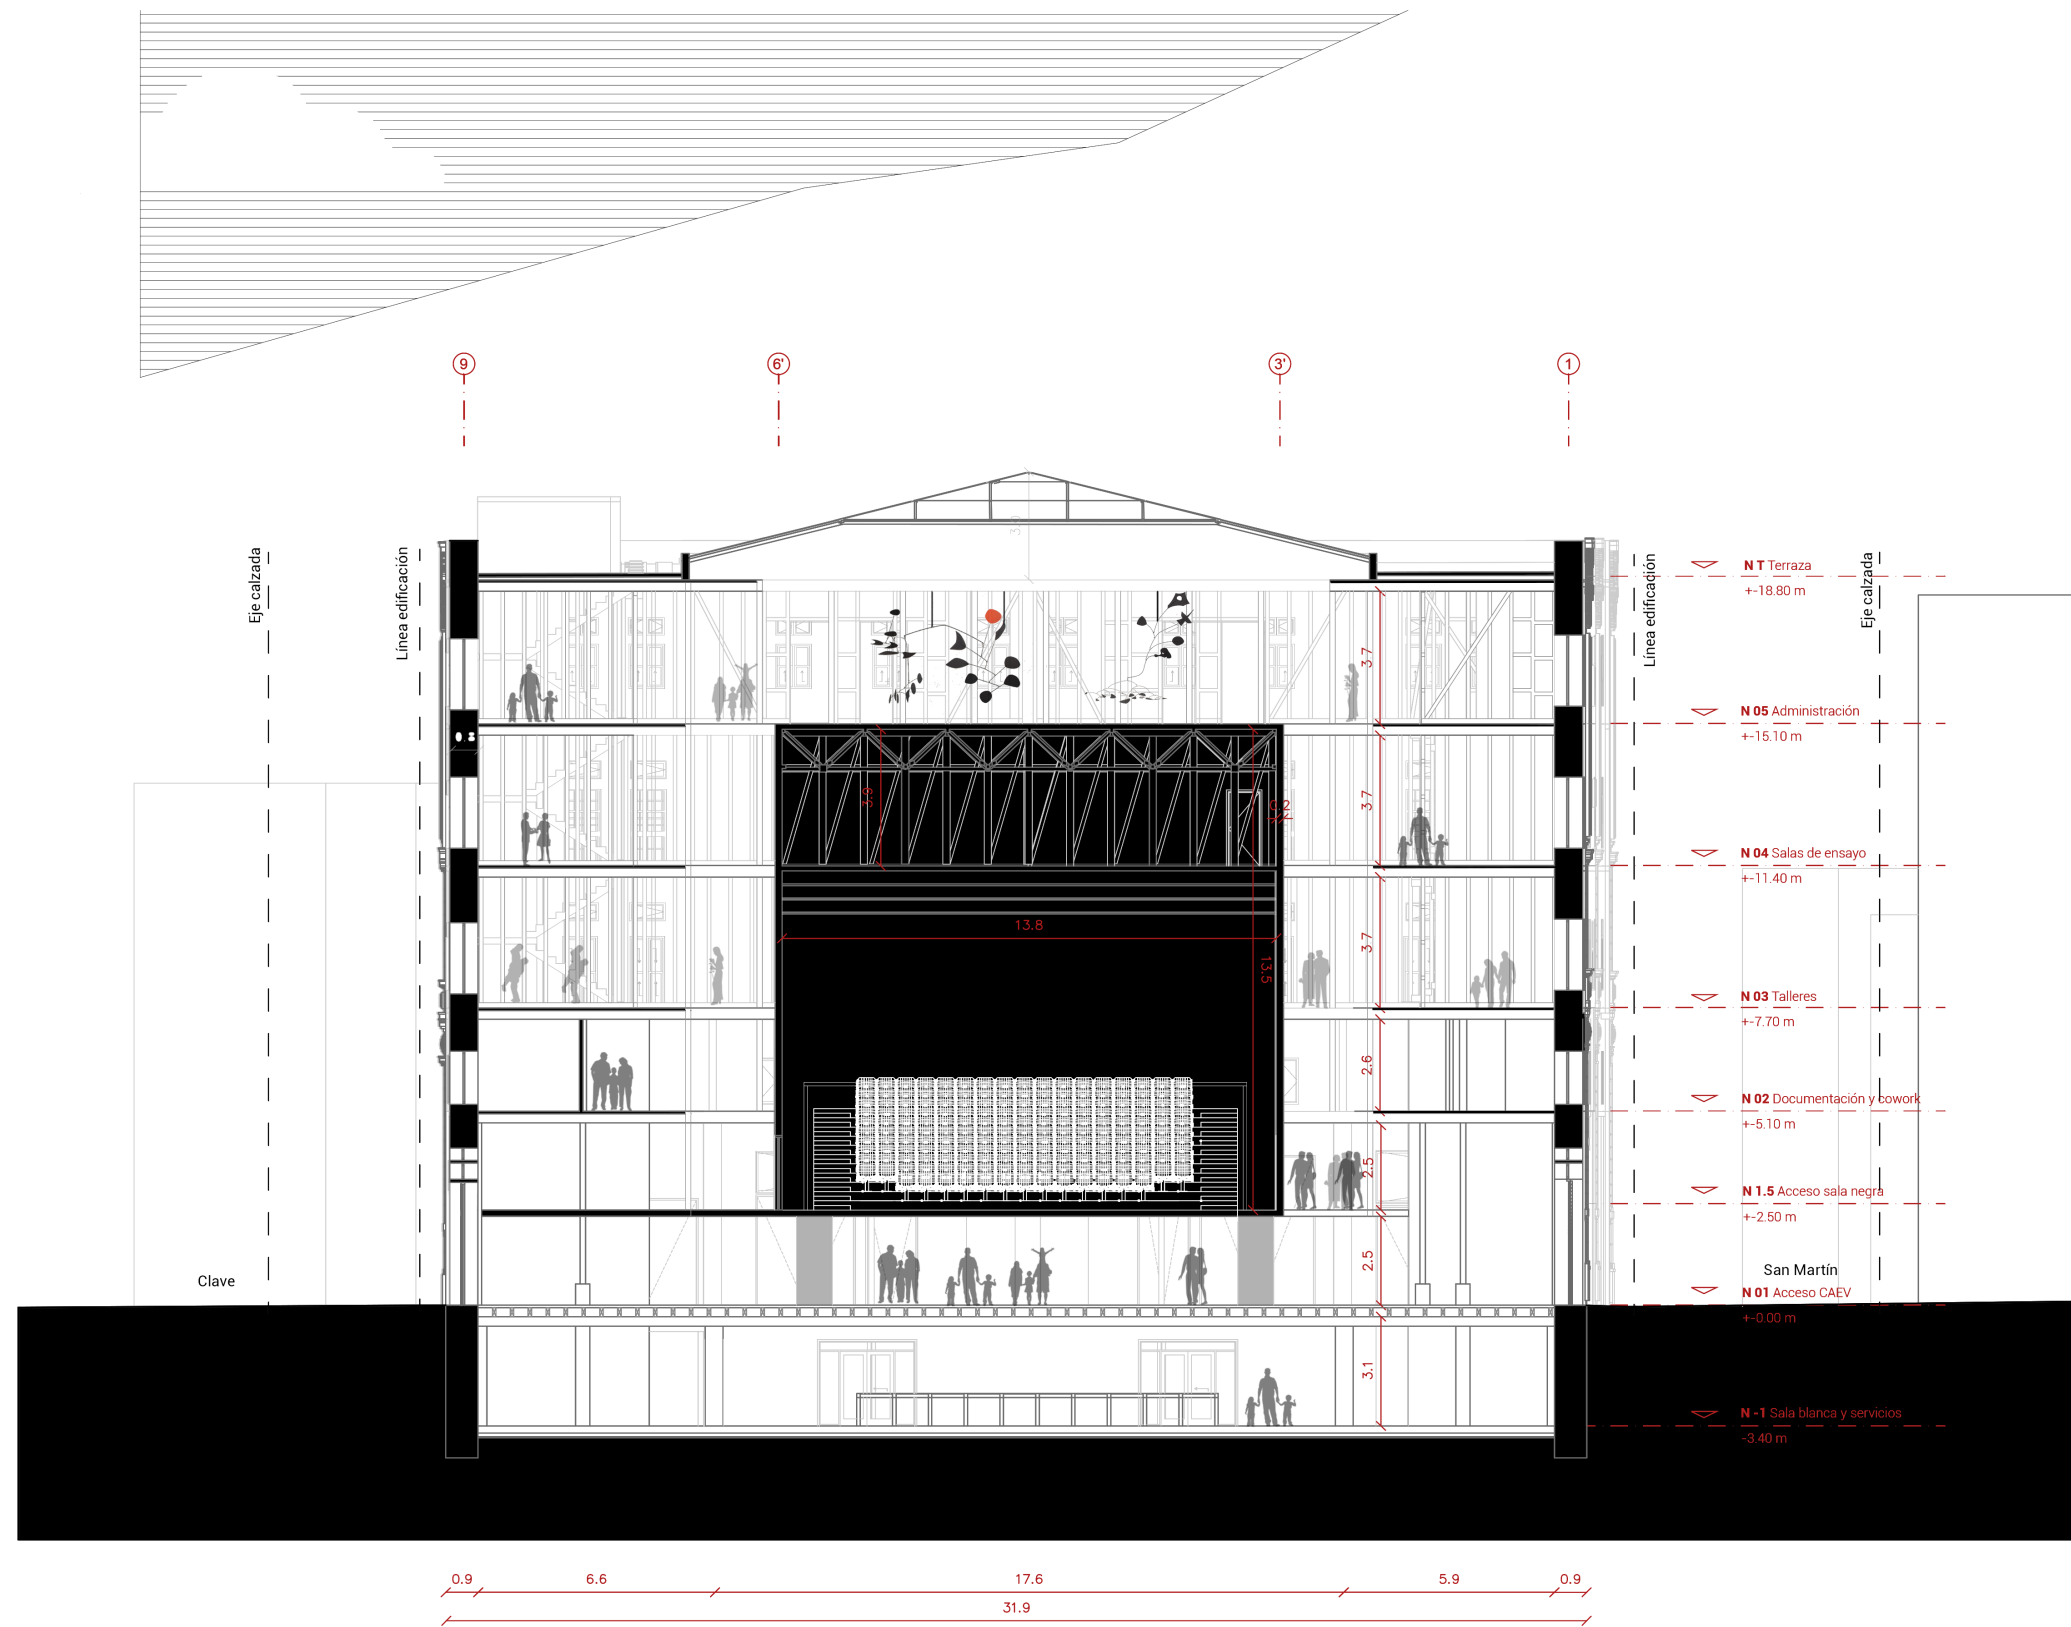 9
6'
3'
1
Eje calzada
Línea edificación
Línea edificación
Eje calzada
3.9
N T Terraza
+-18.80 m
3.7
N 05 Administración
+-15.10 m
3.9
0.2
3.7
N 04 Salas de ensayo
+-11.40 m
13.8
13.5
3.7
N 03 Talleres
+-7.70 m
2.6
N 02 Documentación y cowork
+-5.10 m
2.5
N 1.5 Acceso sala negra
+-2.50 m
2.5
Clave
San Martín
N 01 Acceso CAEV
+-0.00 m
3.1
N -1 Sala blanca y servicios
-3.40 m
0.9
6.6
17.6
5.9
0.9
31.9